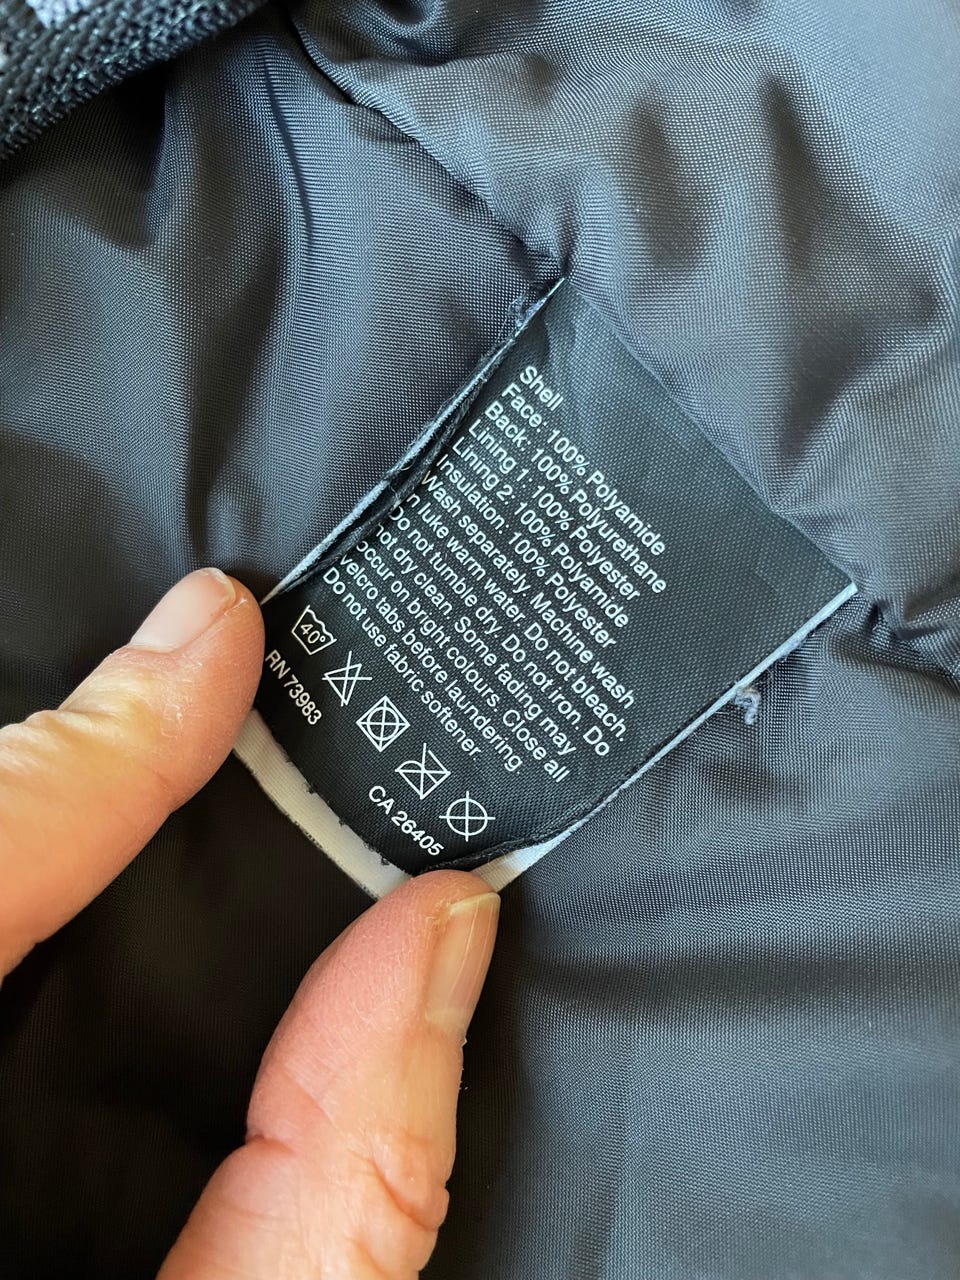 Shell
Face: 100% Polyamide
Back: 100% Polyurethane
Lining 1: 100% Polyester
Lining 2: 100% Polyamide
Insulation: 100% Polyester
Wash separately. Machine wash
in luke warm water. Do not bleach.
Do not tumble dry. Do not iron. Do
not dry clean. Some fading may
occur on bright colours. Close all
velcro labs before laundering.
Do not use fabric softener.
40°
RN 73983
CA 26405